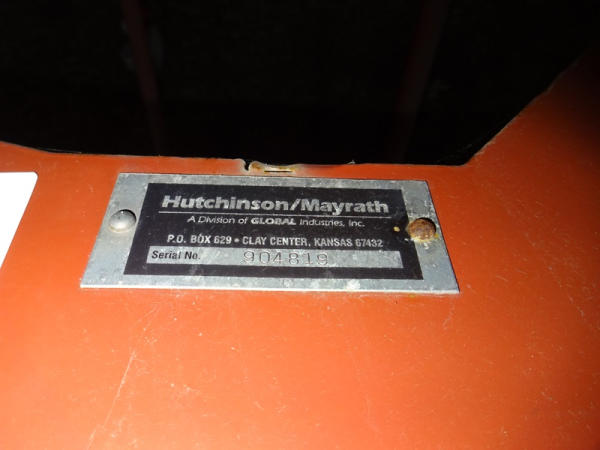 Hutchinson/Mayrath
A Division of GLOBAL Industries, Inc.
P.O. BOX 629 • CLAY CENTER, KANSAS 67432
Serial No. 904819